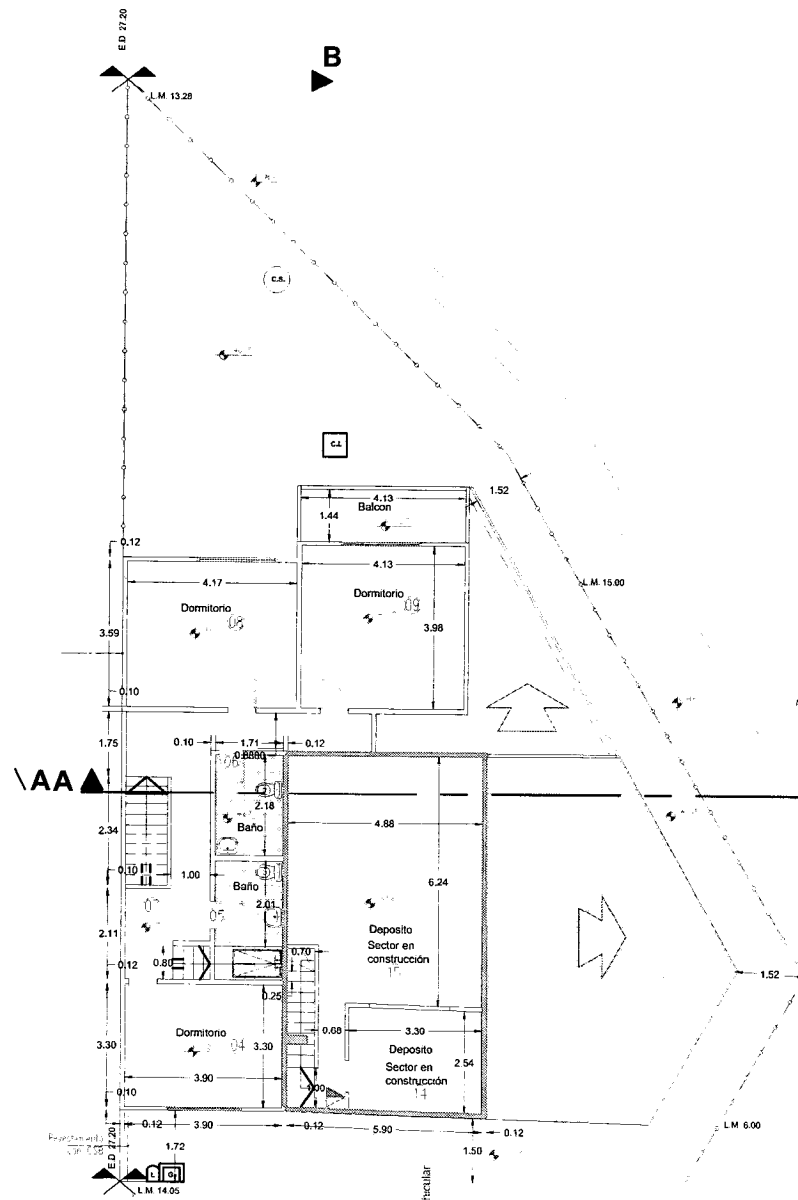 E.D 27.20
B
L.M. 13.28
c.s.
C.I.
1.52
4.13
1.44
Balcon
0.12
4.13
4.17
L.M. 15.00
Dormitorio
09
Dormitorio
08
3.98
3.59
0.10
1.75
0.10
1.71
0.12
06
AA
2.18
4.88
Baño
2.34
0.10
1.00
Baño
6.24
07
05
2.01
2.11
Deposito
Sector en
construcción
15
0.12
0.80
0.70
1.52
0.25
Dormitorio
04
3.30
3.30
0.68
3.30
Deposito
2.54
Sector en
construcción
14
3.90
0.10
L.M 6.00
0.12
3.90
0.12
5.90
0.12
1.72
1.50
E.D 27.20
L
G
L.M. 14.05
hicular